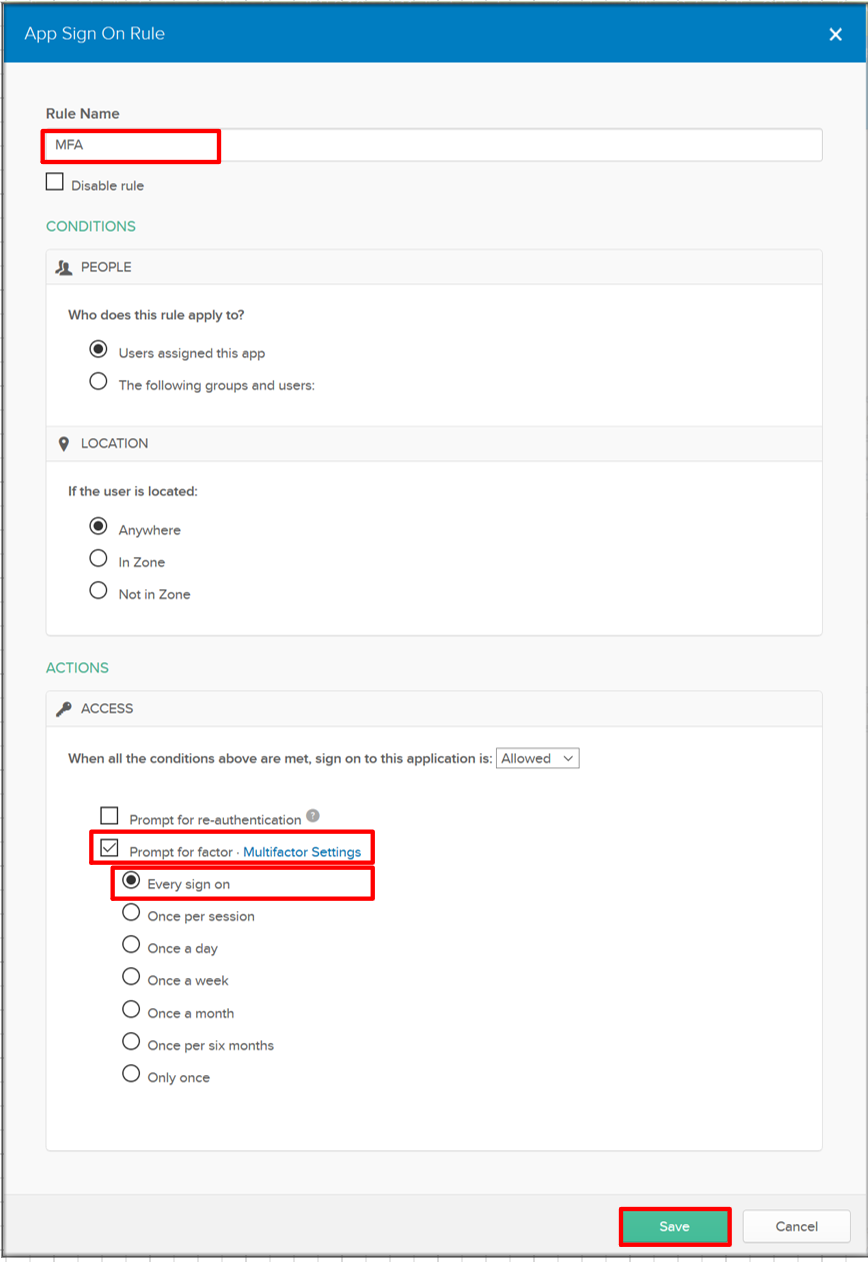 App Sign On Rule
Rule Name
MFA
Disable rule
CONDITIONS
PEOPLE
Who does this rule apply to?
Users assigned this app
The following groups and users:
LOCATION
If the user is located:
Anywhere
In Zone
Not in Zone
ACTIONS
ACCESS
When all the conditions above are met, sign on to this application is: Allowed
Prompt for re-authentication ?
Prompt for factor · Multifactor Settings
Every sign on
Once per session
Once a day
Once a week
Once a month
Once per six months
Only once
Save Cancel